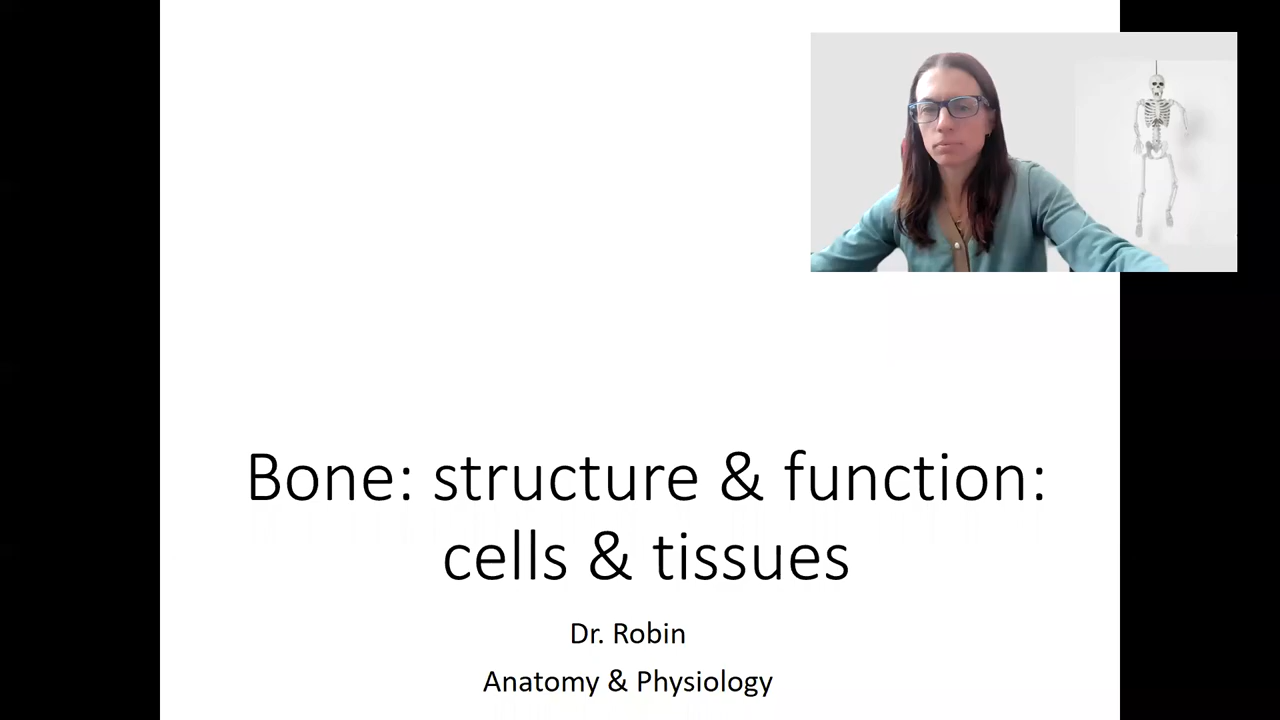 Bone: structure & function:
cells & tissues
Dr. Robin
Anatomy & Physiology